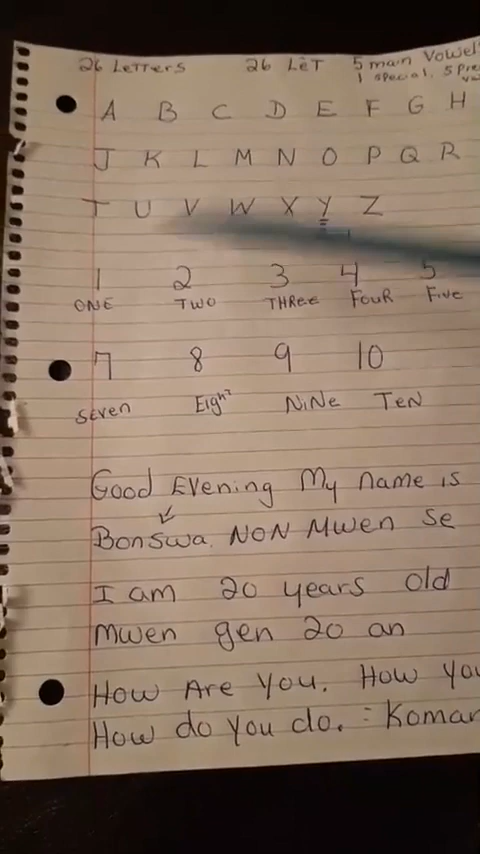 26 LeTTeRS 26 LèT 5 main Vowel
1 special, 5 Pre
A B C D E F G H
J K L M N O P Q R
T U V W X Y Z
1 2 3 4 5
ONE TWO THRee FouR Five
7 8 9 10
Seven Eight NiNe TeN
Good Evening My name is
Bonswa. NON Mwen Se
I am 20 years old
Mwen gen 20 an
How Are You. How you
How do you do. = Koman